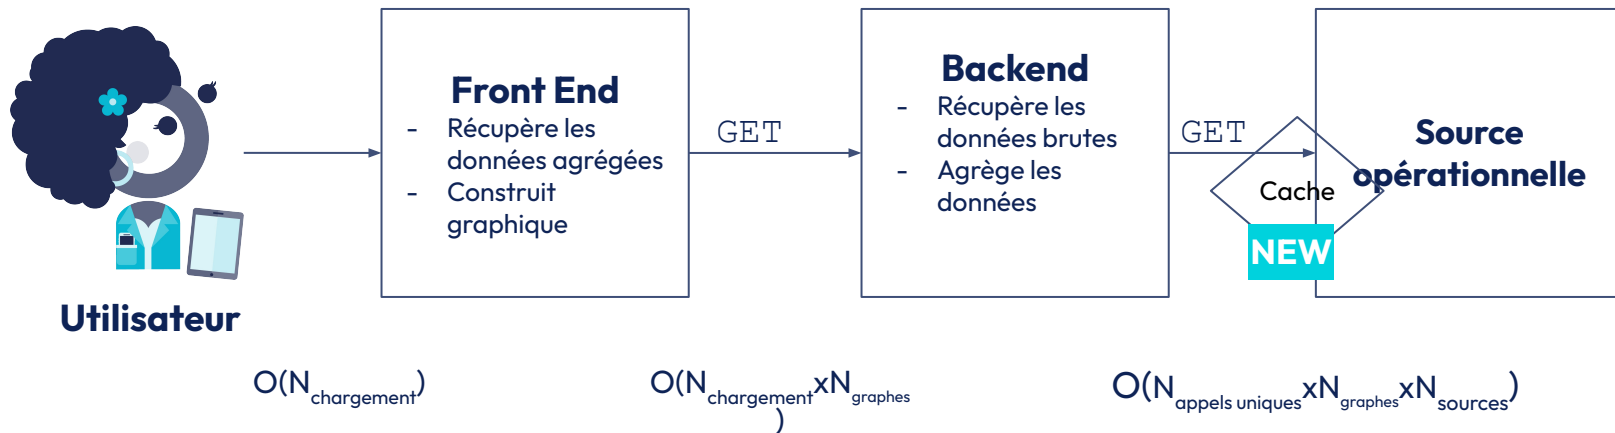 Utilisateur
Front End
- Récupère les
données agrégées
- Construit
graphique
GET
Backend
- Récupère les
données brutes
- Agrège les
données
GET
Cache
NEW
Source
opérationnelle
O(Nchargement)
O(NchargementxNgraphes
)
O(Nappels uniquesxNgraphesxNsources)